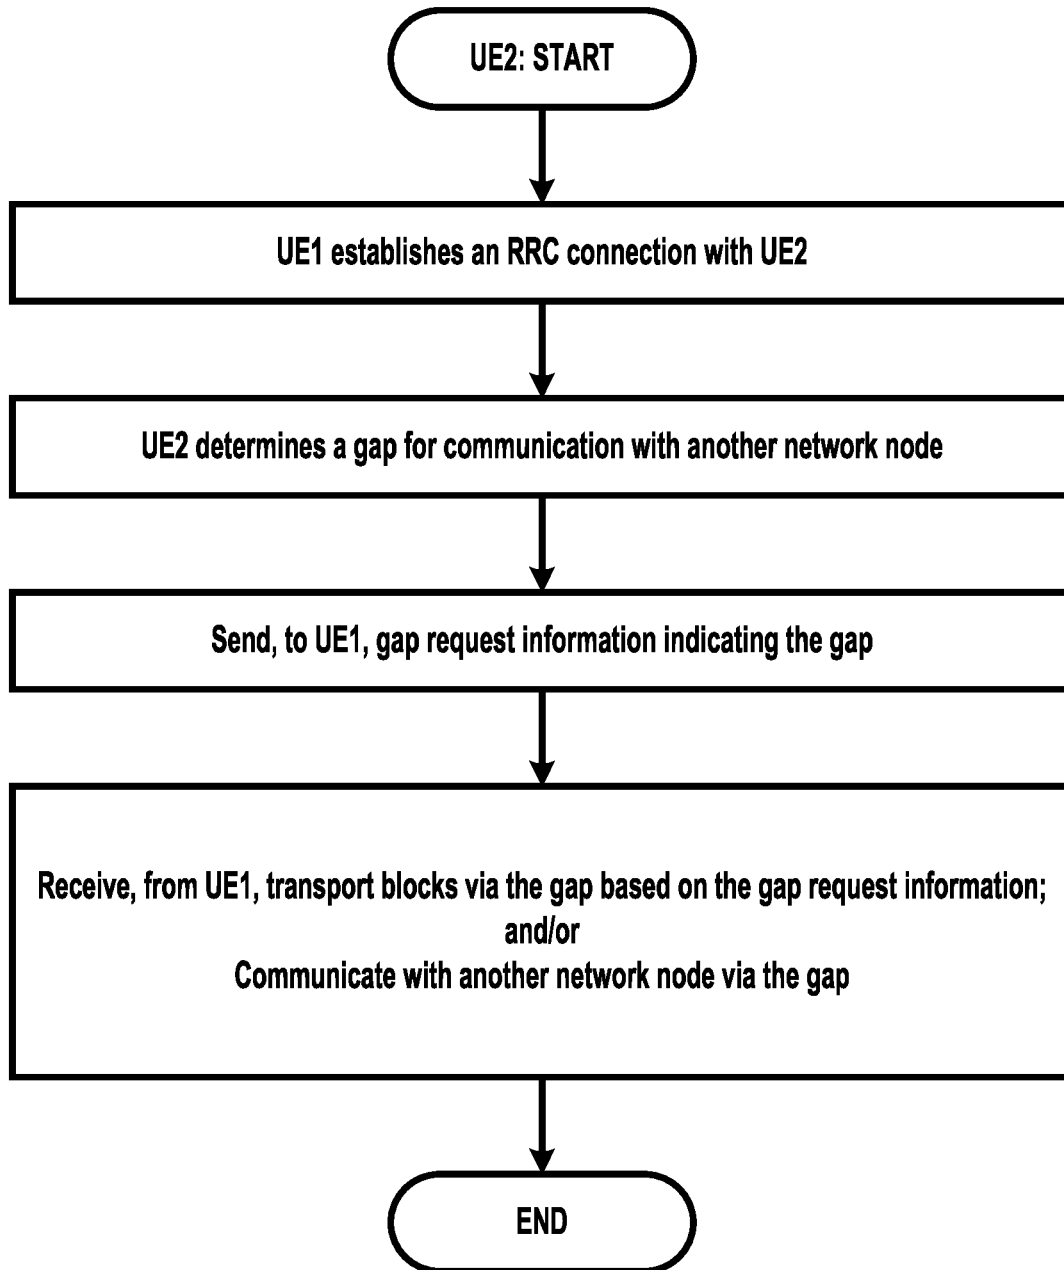 UE2: START
UE1 establishes an RRC connection with UE2
UE2 determines a gap for communication with another network node
Send, to UE1, gap request information indicating the gap
Receive, from UE1, transport blocks via the gap based on the gap request information;
and/or
Communicate with another network node via the gap
END